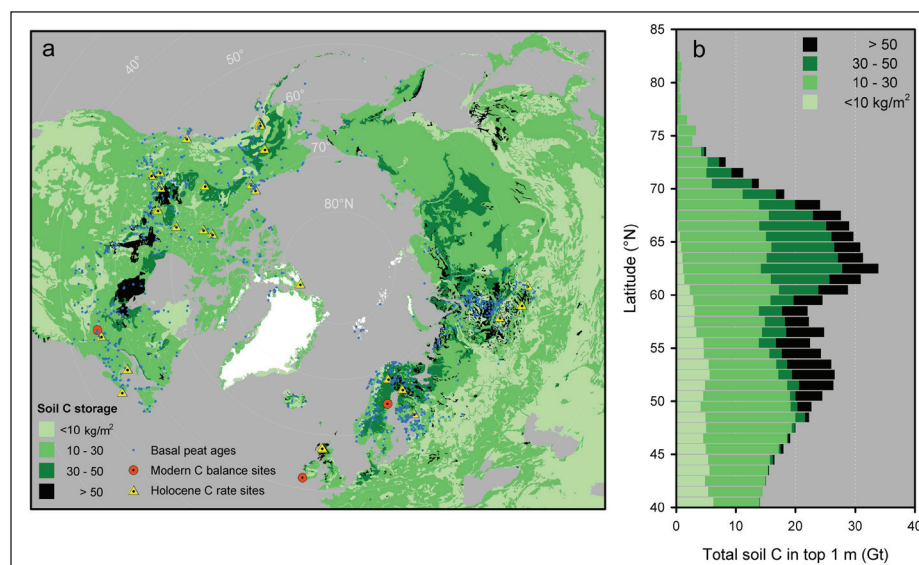 a
40°
50°
60°
70°
80°N
Soil C storage
<10 kg/m²
10 - 30
30 - 50
> 50
Basal peat ages
Modern C balance sites
Holocene C rate sites
b
> 50
30 - 50
10 - 30
<10 kg/m²
Latitude (°N)
85
80
75
70
65
60
55
50
45
40
0 10 20 30 40
Total soil C in top 1 m (Gt)